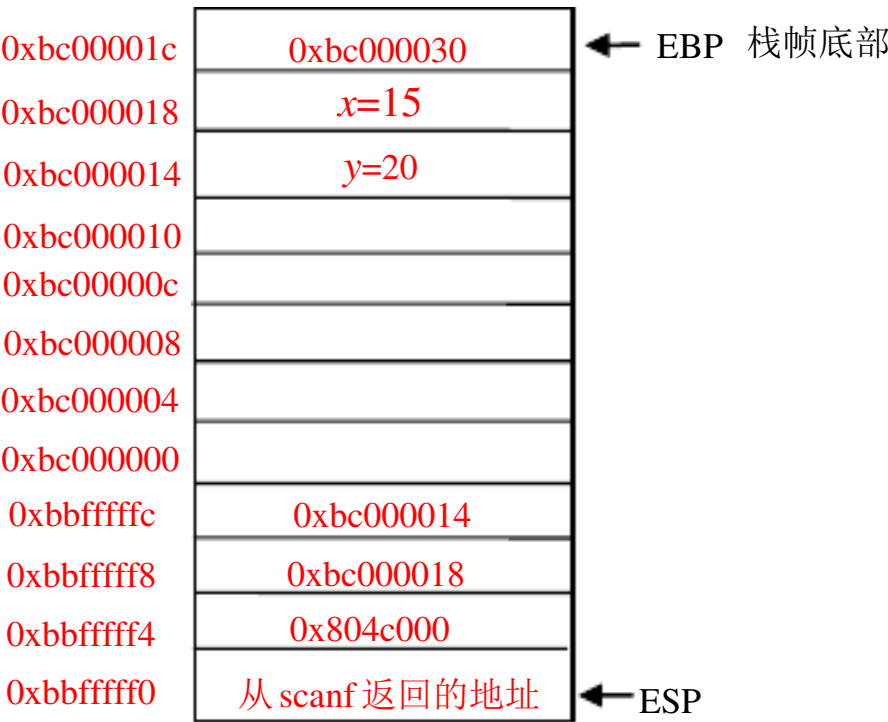 0xbc00001c 0xbc000030 EBP 栈帧底部
0xbc000018 x=15
0xbc000014 y=20
0xbc000010
0xbc00000c
0xbc000008
0xbc000004
0xbc000000
0xbbfffffc 0xbc000014
0xbbfffff8 0xbc000018
0xbbfffff4 0x804c000
0xbbfffff0 从scanf返回的地址 ESP